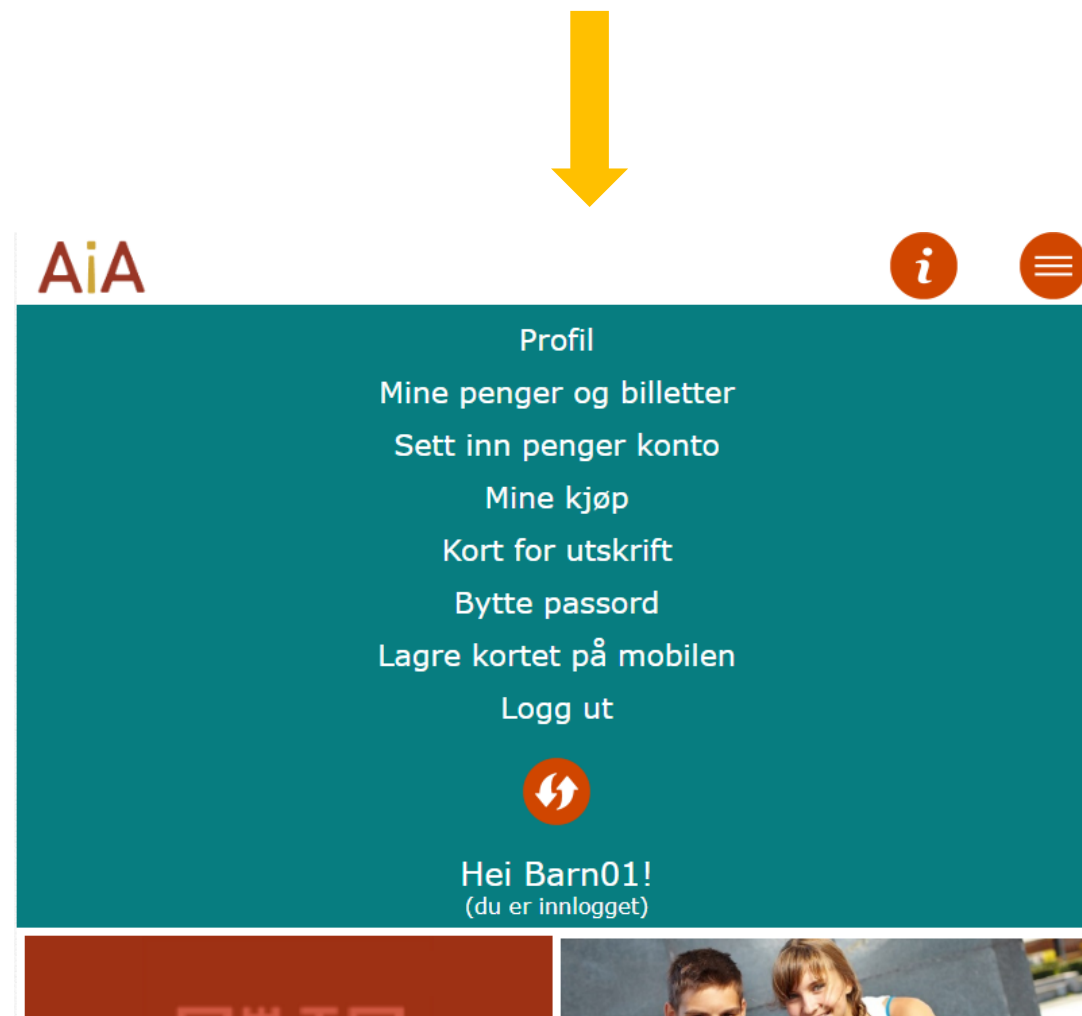 AiA
i
Profil
Mine penger og billetter
Sett inn penger konto
Mine kjøp
Kort for utskrift
Bytte passord
Lagre kortet på mobilen
Logg ut
Hei Barn01!
(du er innlogget)